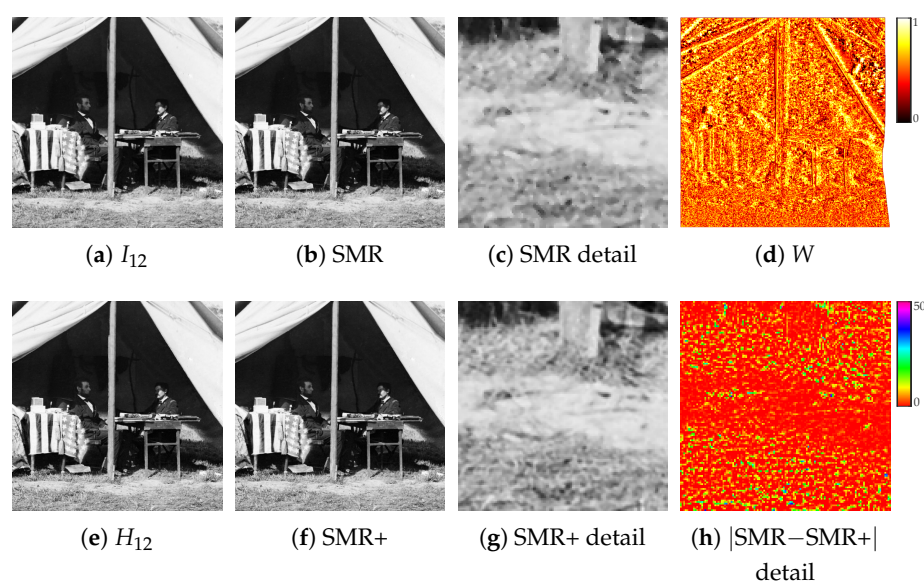 1
0
(a) I₁₂
(b) SMR
(c) SMR detail
(d) W
50
0
(e) H₁₂
(f) SMR+
(g) SMR+ detail
(h) |SMR−SMR+|
detail